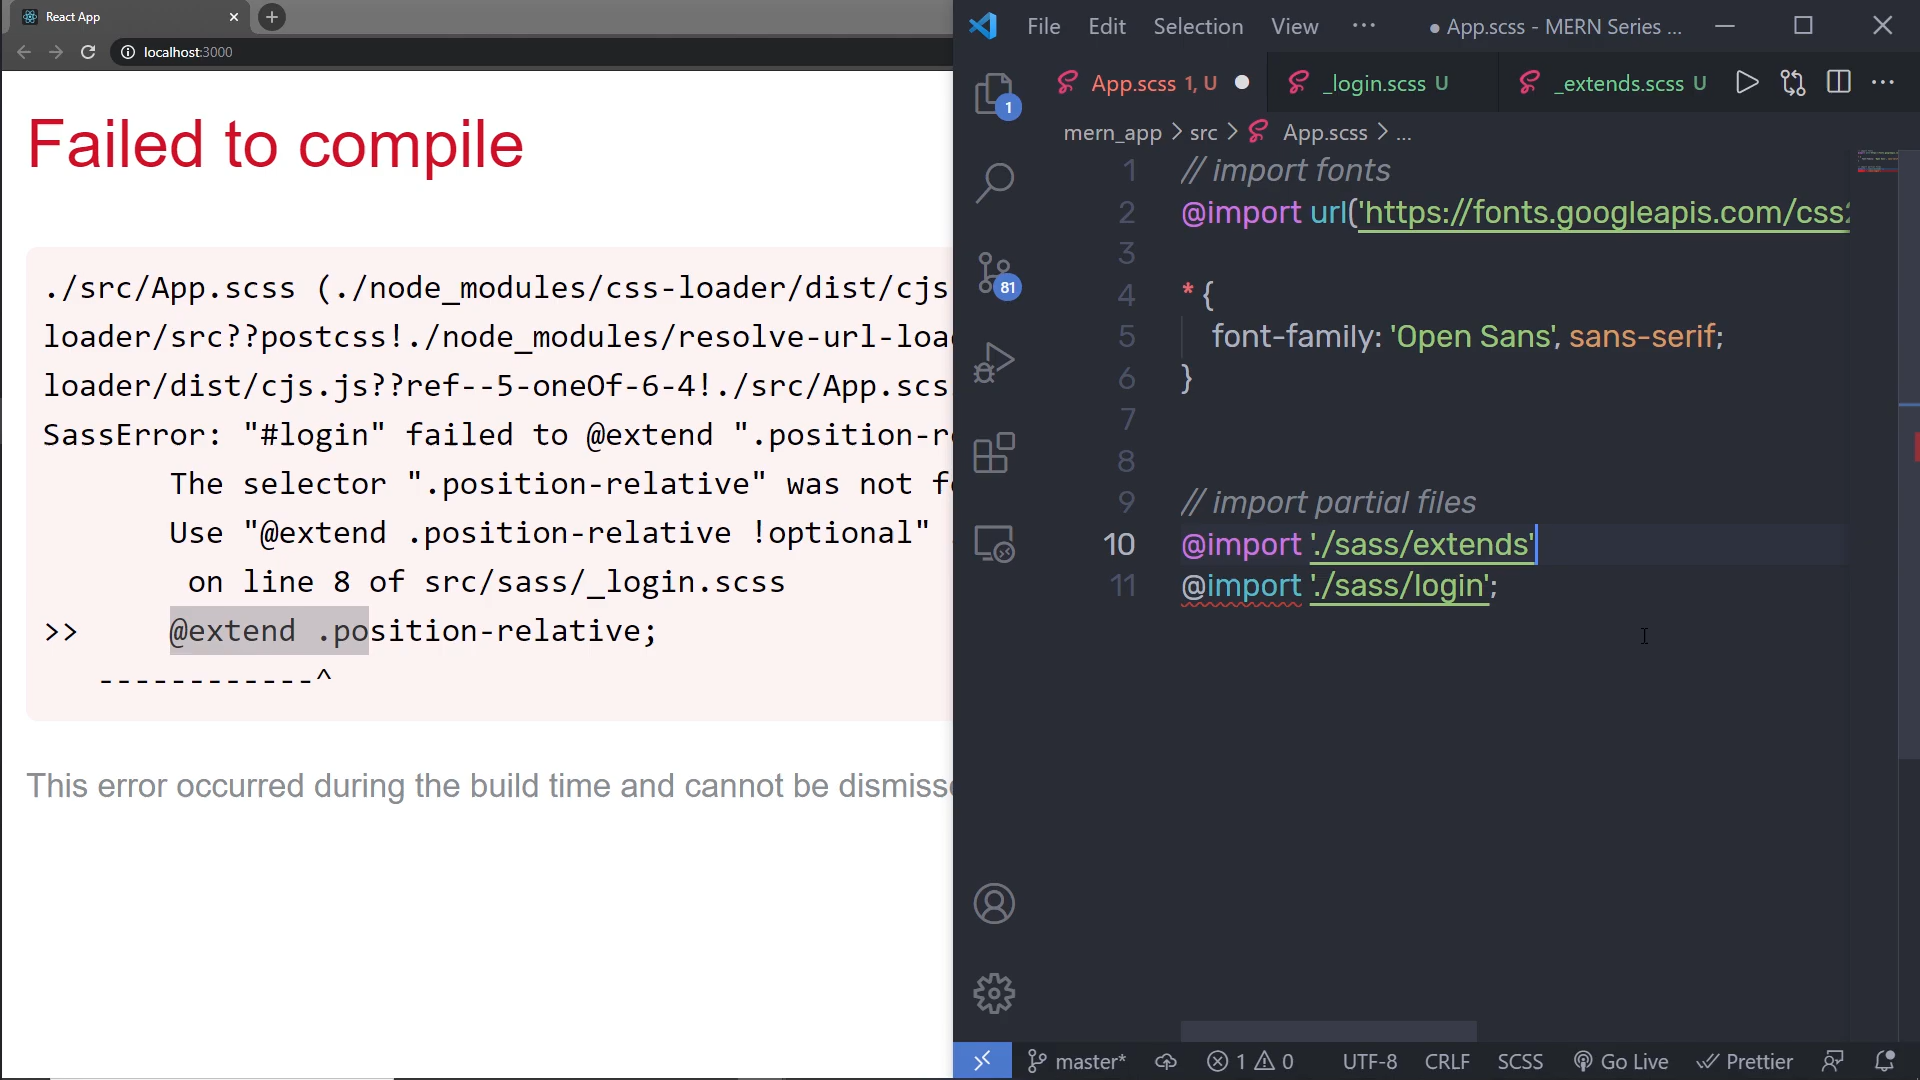 React App
localhost:3000
Failed to compile
./src/App.scss (./node_modules/css-loader/dist/cjs
loader/src??postcss!./node_modules/resolve-url-loa
loader/dist/cjs.js??ref--5-oneOf-6-4!./src/App.scs
SassError: "#login" failed to @extend ".position-r
The selector ".position-relative" was not f
Use "@extend .position-relative !optional"
on line 8 of src/sass/_login.scss
>> @extend .position-relative;
------------^
This error occurred during the build time and cannot be dismisse
File Edit Selection View ··· ● App.scss - MERN Series ...
App.scss 1, U ● _login.scss U _extends.scss U
mern_app > src > App.scss > ...
1 // import fonts
2 @import url('https://fonts.googleapis.com/css2
3
4 * {
5 font-family: 'Open Sans', sans-serif;
6 }
7
8
9 // import partial files
10 @import './sass/extends'
11 @import './sass/login';
1
81
master* 1 0 UTF-8 CRLF SCSS Go Live Prettier